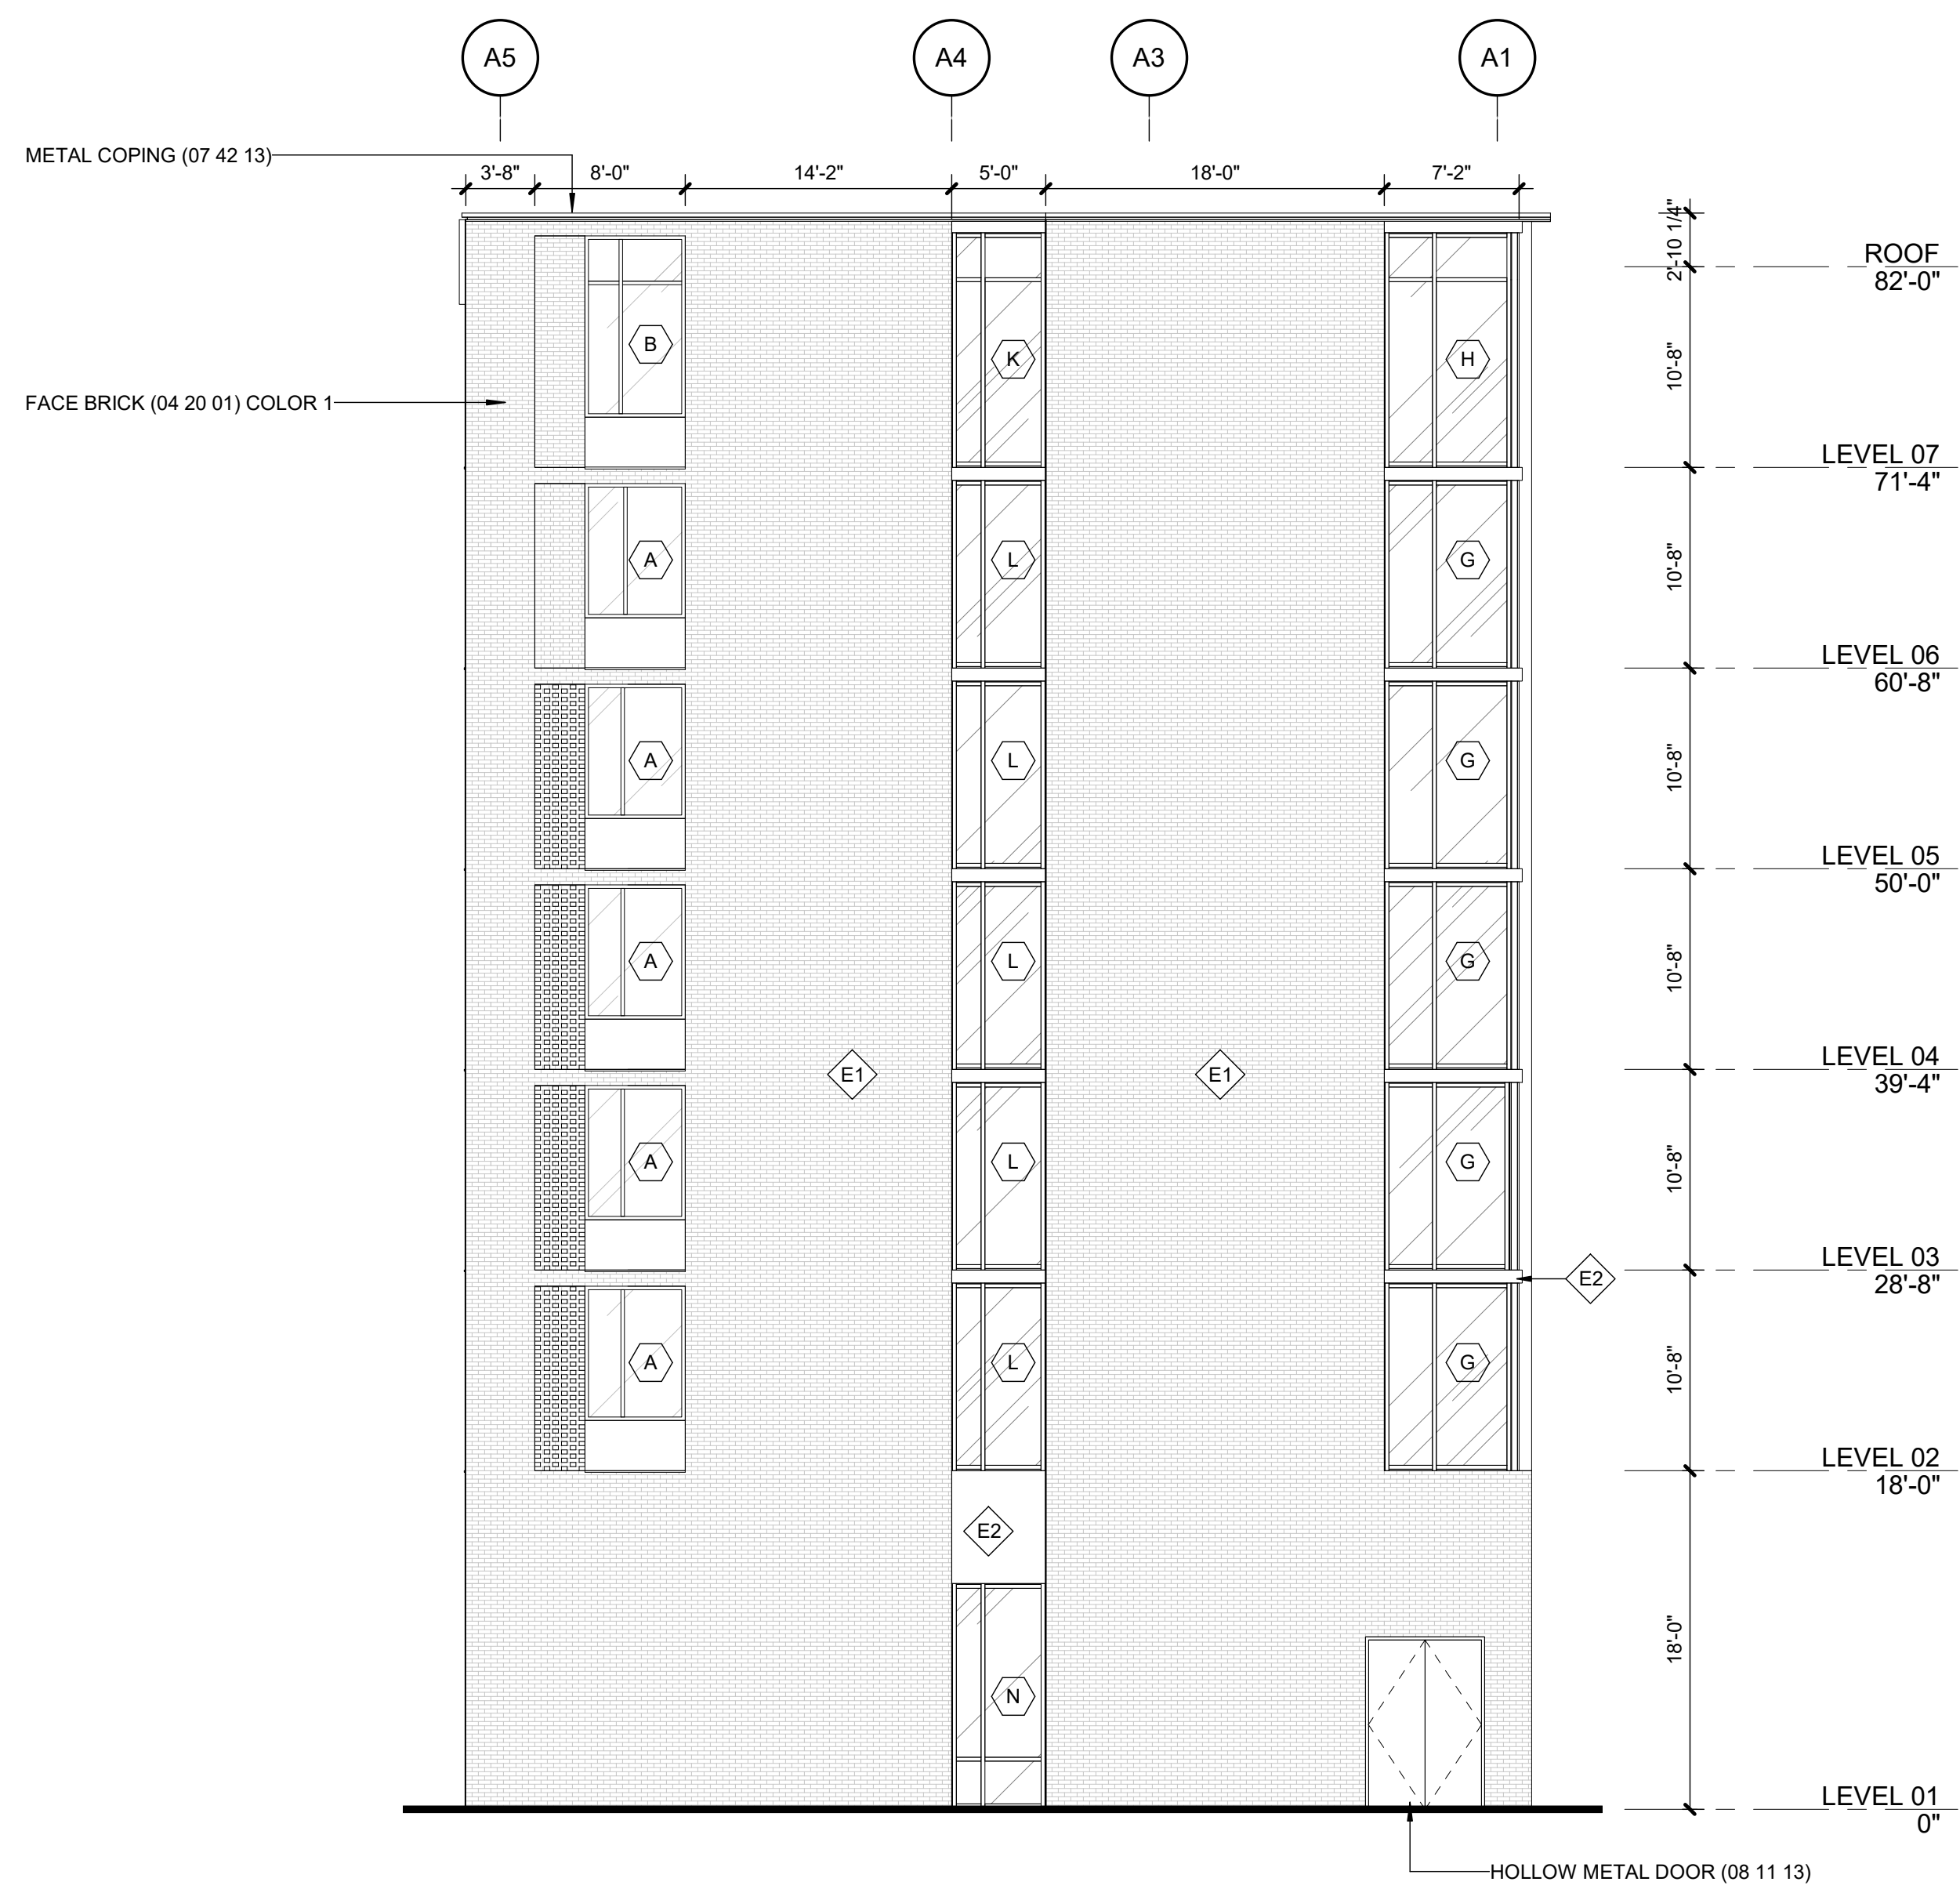 A5 A4 A3 A1
METAL COPING (07 42 13)
3'-8" 8'-0" 14'-2" 5'-0" 18'-0" 7'-2"
2'-10 1/4"
ROOF
82'-0"
B K H
10'-8"
FACE BRICK (04 20 01) COLOR 1
LEVEL 07
71'-4"
A L G
10'-8"
LEVEL 06
60'-8"
A L G
10'-8"
LEVEL 05
50'-0"
A L G
10'-8"
LEVEL 04
39'-4"
E1 E1
A L G
10'-8"
LEVEL 03
28'-8"
E2
A L G
10'-8"
LEVEL 02
18'-0"
E2
18'-0"
N
LEVEL 01
0"
HOLLOW METAL DOOR (08 11 13)